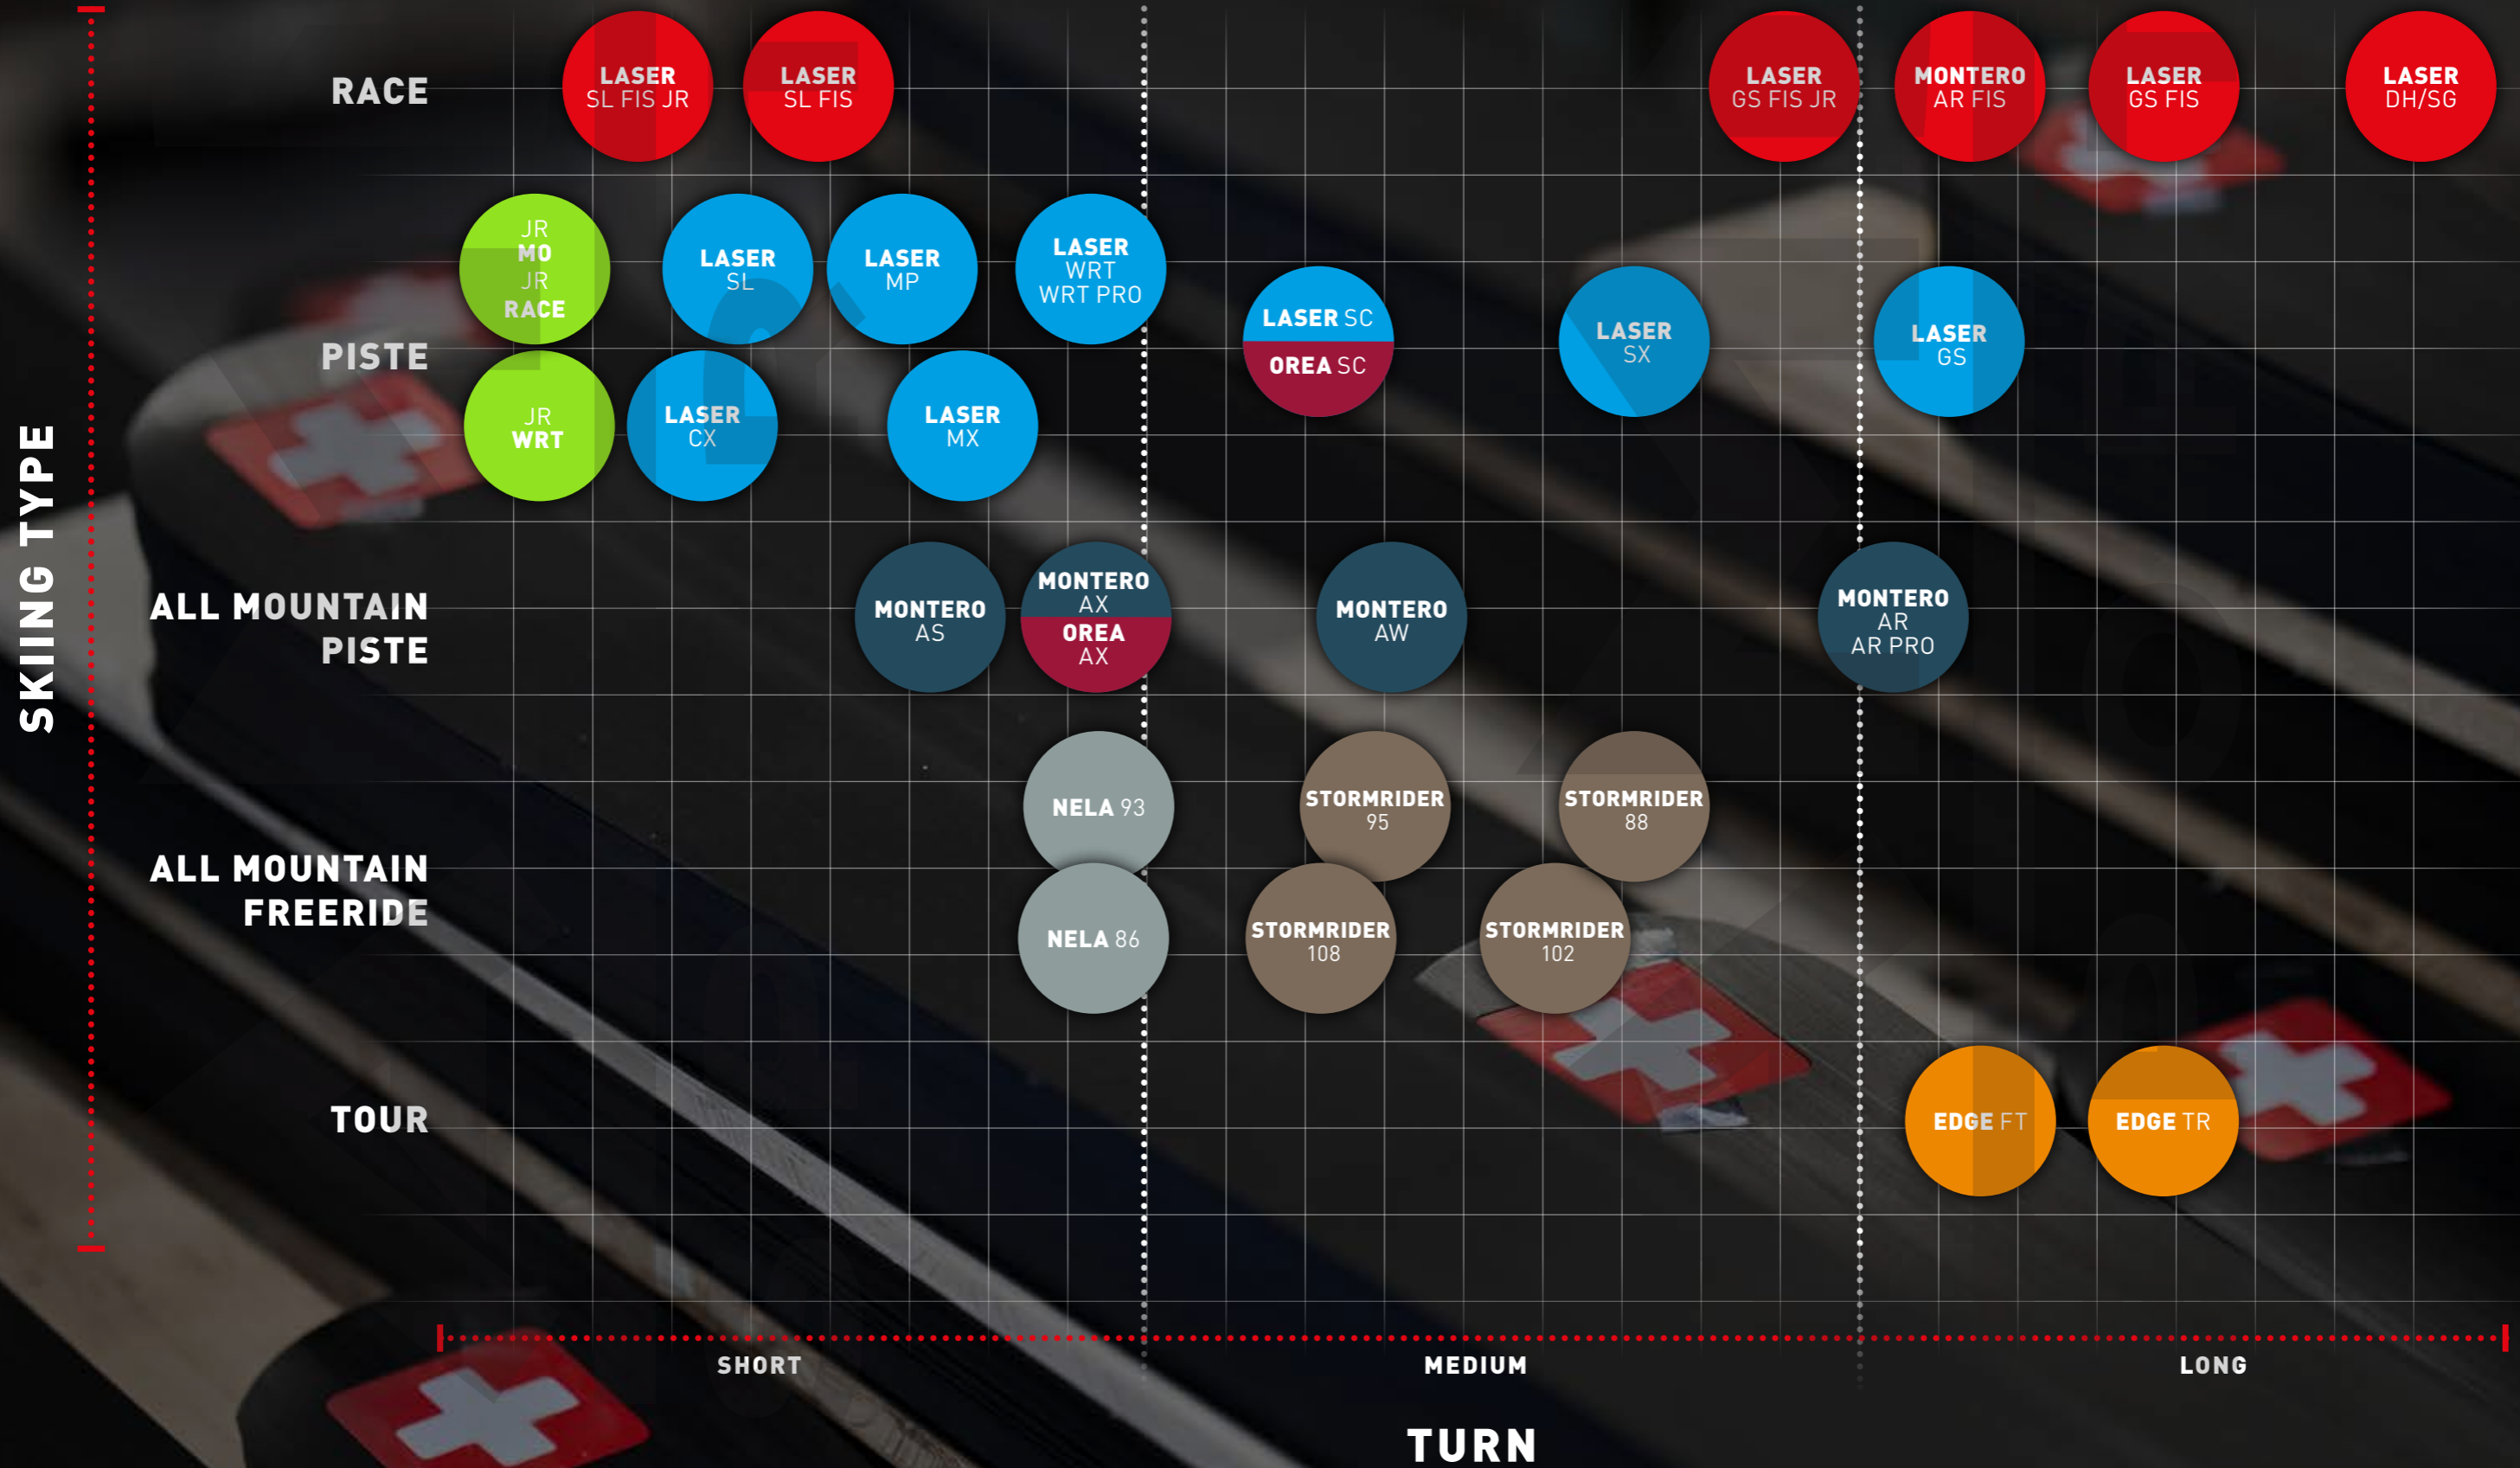 SKIING TYPE
RACE
LASER
SL FIS JR
LASER
SL FIS
LASER
GS FIS JR
MONTERO
AR FIS
LASER
GS FIS
LASER
DH/SG
PISTE
JR
MO
JR
RACE
LASER
SL
LASER
MP
LASER
WRT
WRT PRO
LASER SC
OREA SC
LASER
SX
LASER
GS
JR
WRT
LASER
CX
LASER
MX
ALL MOUNTAIN
PISTE
MONTERO
AS
MONTERO
AX
OREA
AX
MONTERO
AW
MONTERO
AR
AR PRO
ALL MOUNTAIN
FREERIDE
NELA 93
STORMRIDER
95
STORMRIDER
88
NELA 86
STORMRIDER
108
STORMRIDER
102
TOUR
EDGE FT
EDGE TR
SHORT
MEDIUM
LONG
TURN